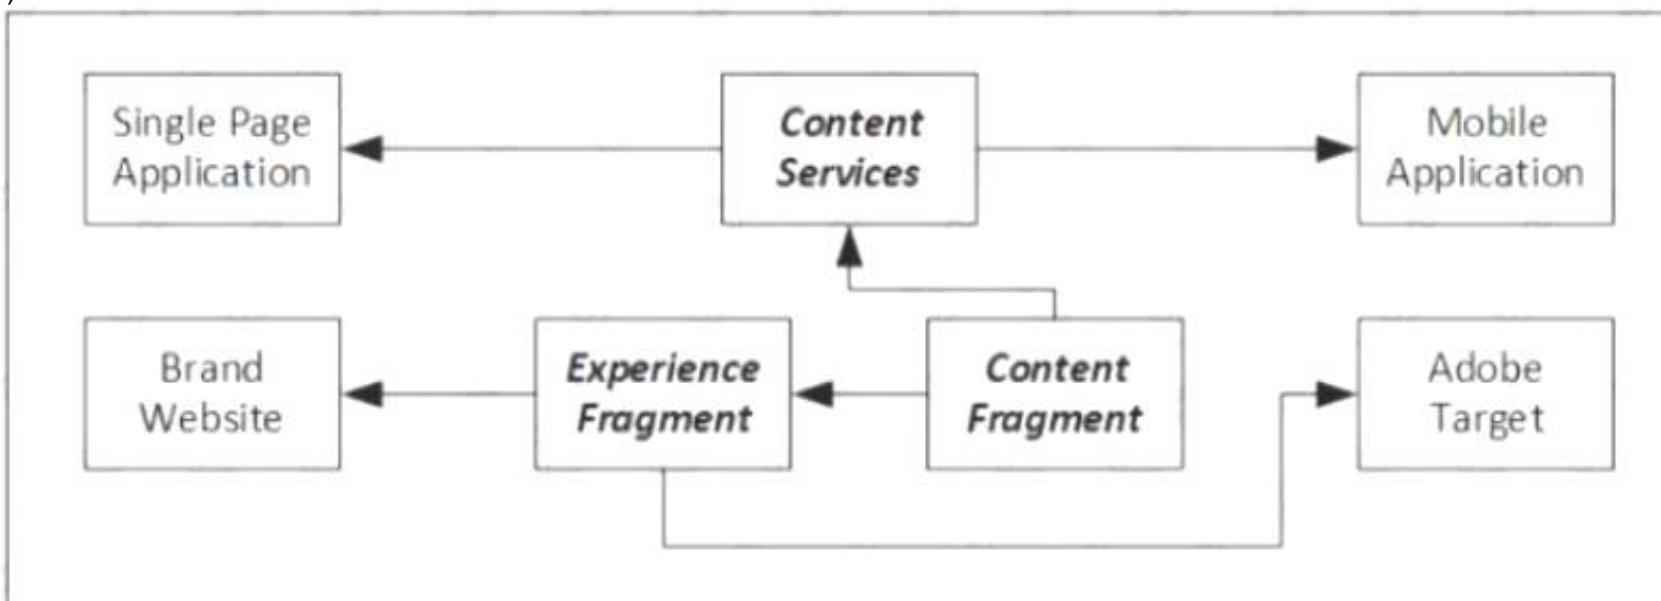 Single Page
Application
Content
Services
Mobile
Application
Brand
Website
Experience
Fragment
Content
Fragment
Adobe
Target